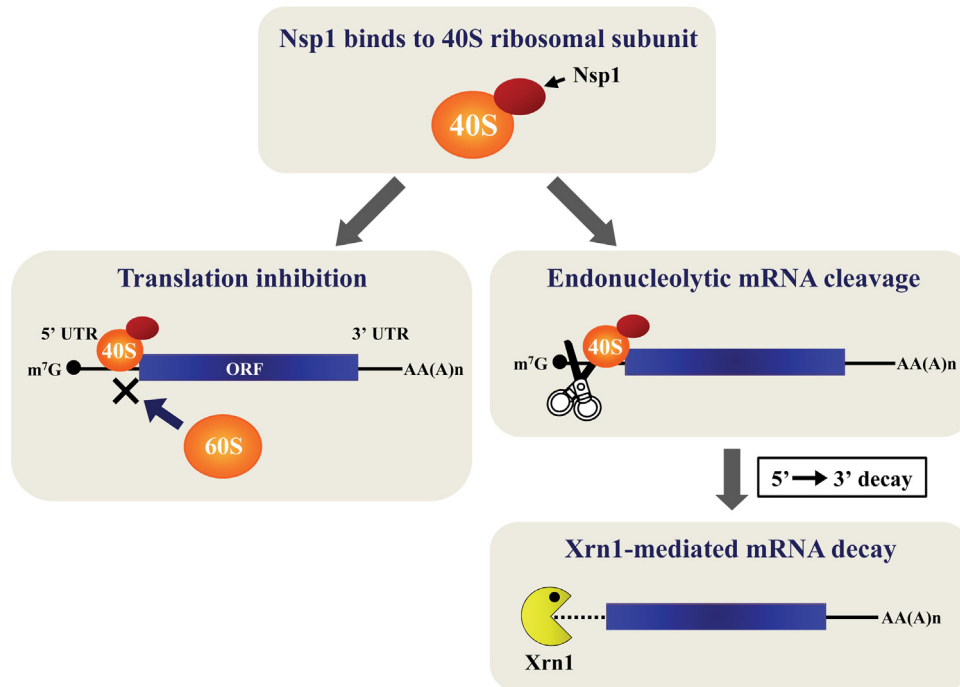 Nsp1 binds to 40S ribosomal subunit
Nsp1
40S
Translation inhibition
5’ UTR
3’ UTR
40S
m⁷G
ORF
AA(A)n
60S
Endonucleolytic mRNA cleavage
40S
m⁷G
AA(A)n
5’ → 3’ decay
Xrn1-mediated mRNA decay
AA(A)n
Xrn1